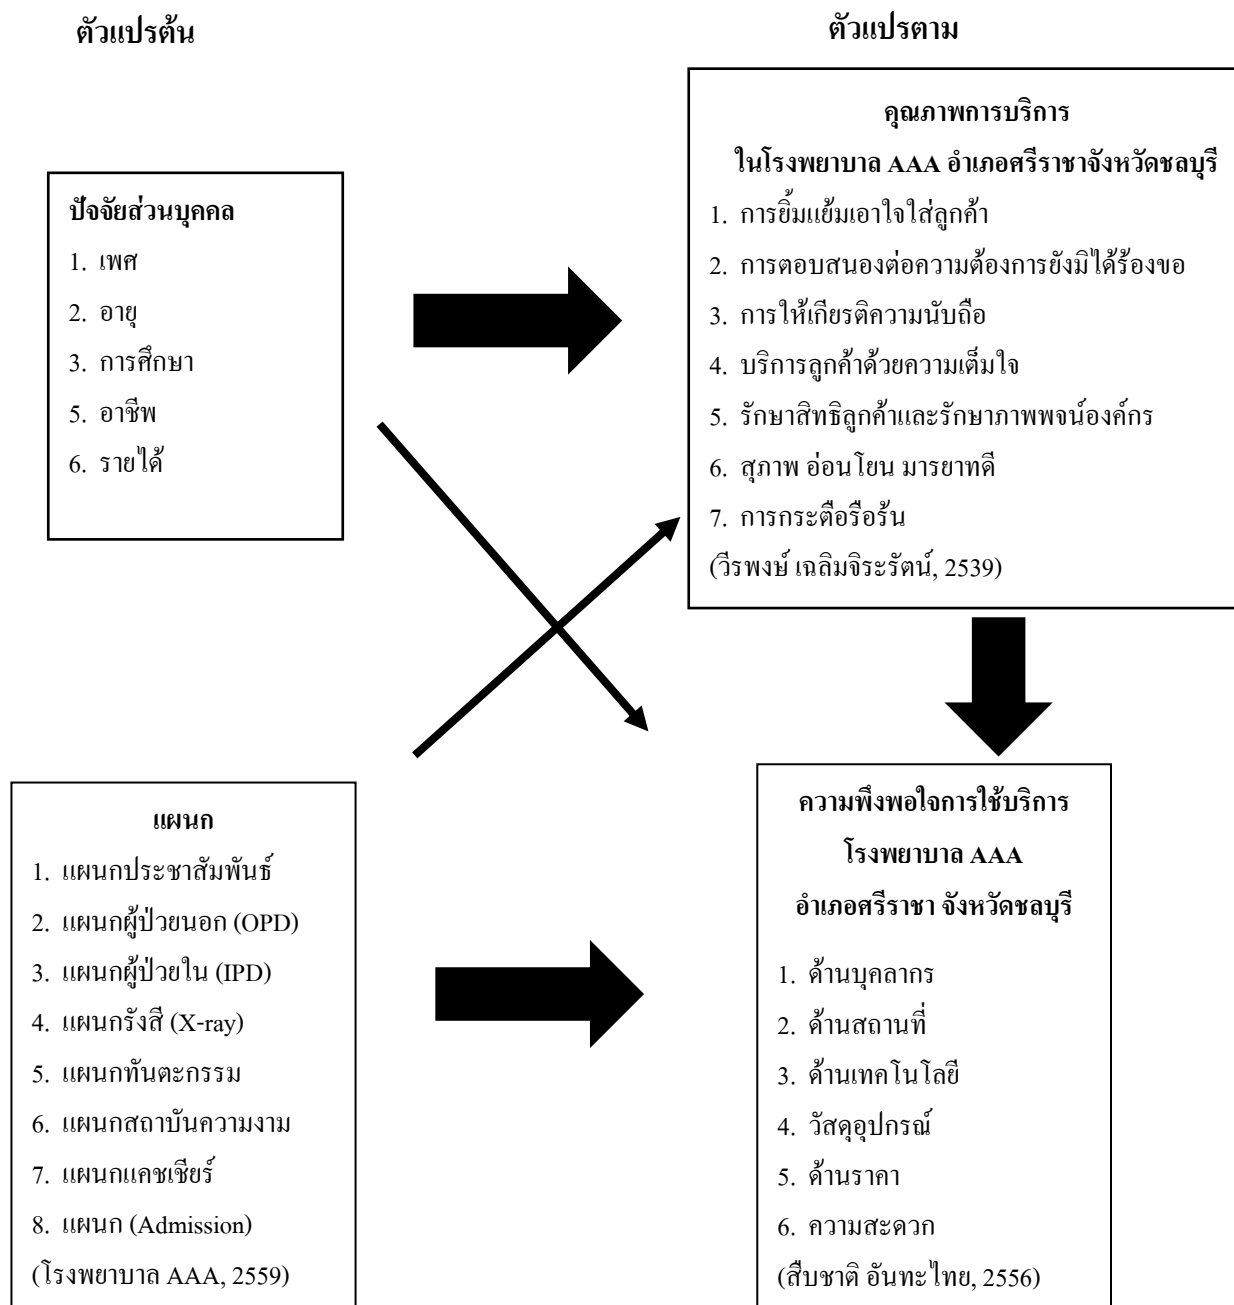 ตัวแปรต้น
ตัวแปรตาม
ปัจจัยส่วนบุคคล
1. เพศ
2. อายุ
3. การศึกษา
5. อาชีพ
6. รายได้
คุณภาพการบริการ
ในโรงพยาบาล AAA อำเภอศรีราชาจังหวัดชลบุรี
1. การยิ้มแย้มเอาใจใส่ลูกค้า
2. การตอบสนองต่อความต้องการยังมิได้ร้องขอ
3. การให้เกียรติความนับถือ
4. บริการลูกค้าด้วยความเต็มใจ
5. รักษาสิทธิลูกค้าและรักษาภาพพจน์องค์กร
6. สุภาพ อ่อนโยน มารยาทดี
7. การกระตือรือร้น
(วีรพงษ์ เฉลิมจิระรัตน์, 2539)
แผนก
1. แผนกประชาสัมพันธ์
2. แผนกผู้ป่วยนอก (OPD)
3. แผนกผู้ป่วยใน (IPD)
4. แผนกรังสี (X-ray)
5. แผนกทันตะกรรม
6. แผนกสถาบันความงาม
7. แผนกแคชเชียร์
8. แผนก (Admission)
(โรงพยาบาล AAA, 2559)
ความพึงพอใจการใช้บริการ
โรงพยาบาล AAA
อำเภอศรีราชา จังหวัดชลบุรี
1. ด้านบุคลากร
2. ด้านสถานที่
3. ด้านเทคโนโลยี
4. วัสดุอุปกรณ์
5. ด้านราคา
6. ความสะดวก
(สืบชาติ อันทะไทย, 2556)